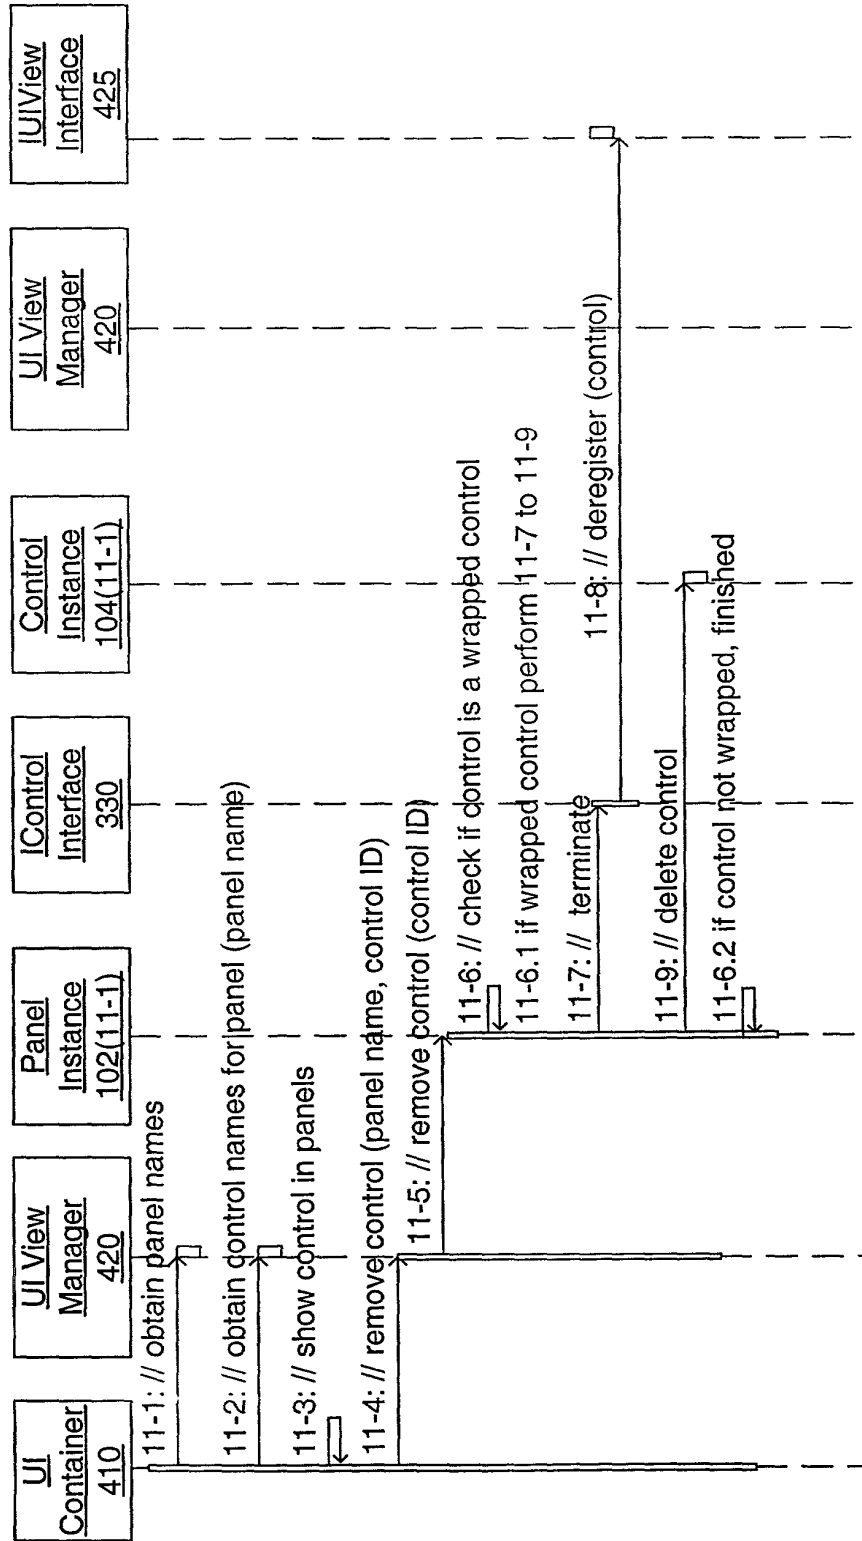 UI
Container
410
UI View
Manager
420
Panel
Instance
102(11-1)
IControl
Interface
330
Control
Instance
104(11-1)
UI View
Manager
420
IUIView
Interface
425
11-1: // obtain panel names
11-2: // obtain control names for panel (panel name)
11-3: // show control in panels
11-4: // remove control (panel name, control ID)
11-5: // remove control (control ID)
11-6: // check if control is a wrapped control
11-6.1 if wrapped control perform 11-7 to 11-9
11-7: // terminate
11-8: // deregister (control)
11-9: // delete control
11-6.2 if control not wrapped, finished